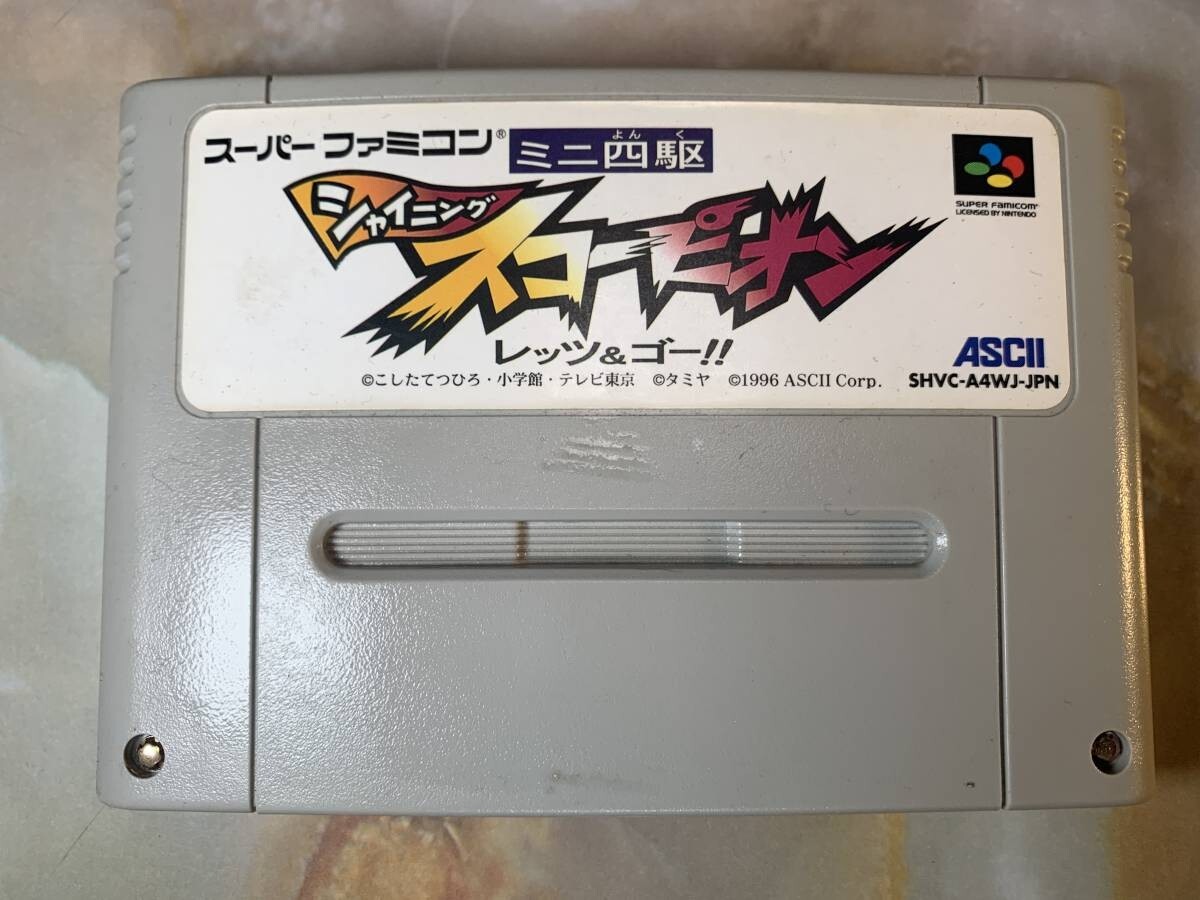 スーパーファミコン®
ミニ四駆
よんく
シャイニング
スコーピオン
レッツ&ゴー!!
©こしたてつひろ・小学館・テレビ東京 ©タミヤ ©1996 ASCII Corp.
SUPER FAMICOM®
LICENSED BY NINTENDO
ASCII
SHVC-A4WJ-JPN